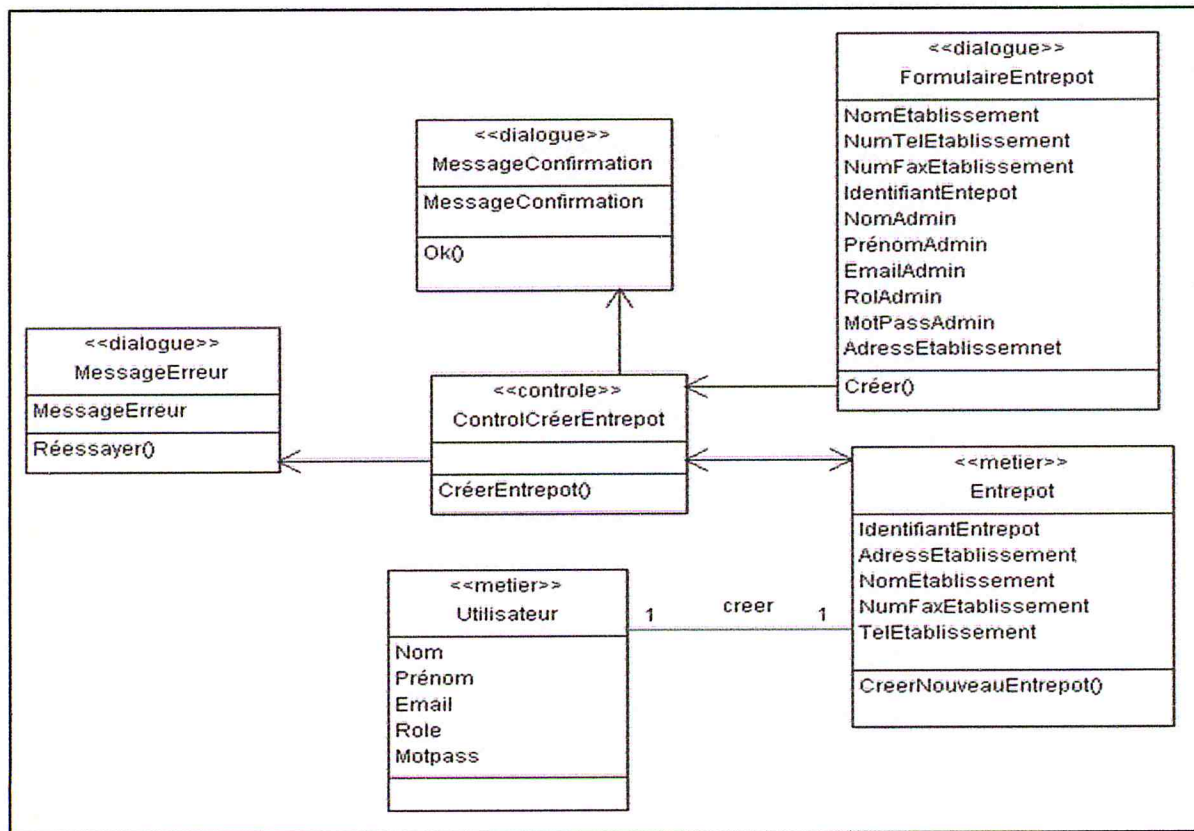 <<dialogue>>
FormulaireEntrepot
NomEtablissement
NumTelEtablissement
NumFaxEtablissement
IdentifiantEntepot
NomAdmin
PrénomAdmin
EmailAdmin
RolAdmin
MotPassAdmin
AdressEtablissemnet
Créer()
<<dialogue>>
MessageConfirmation
MessageConfirmation
Ok()
<<dialogue>>
MessageErreur
MessageErreur
Réessayer()
<<controle>>
ControlCréerEntrepot
CréerEntrepot()
<<metier>>
Entrepot
IdentifiantEntrepot
AdressEtablissement
NomEtablissement
NumFaxEtablissement
TelEtablissement
CreerNouveauEntrepot()
<<metier>>
Utilisateur
Nom
Prénom
Email
Role
Motpass
1 creer 1